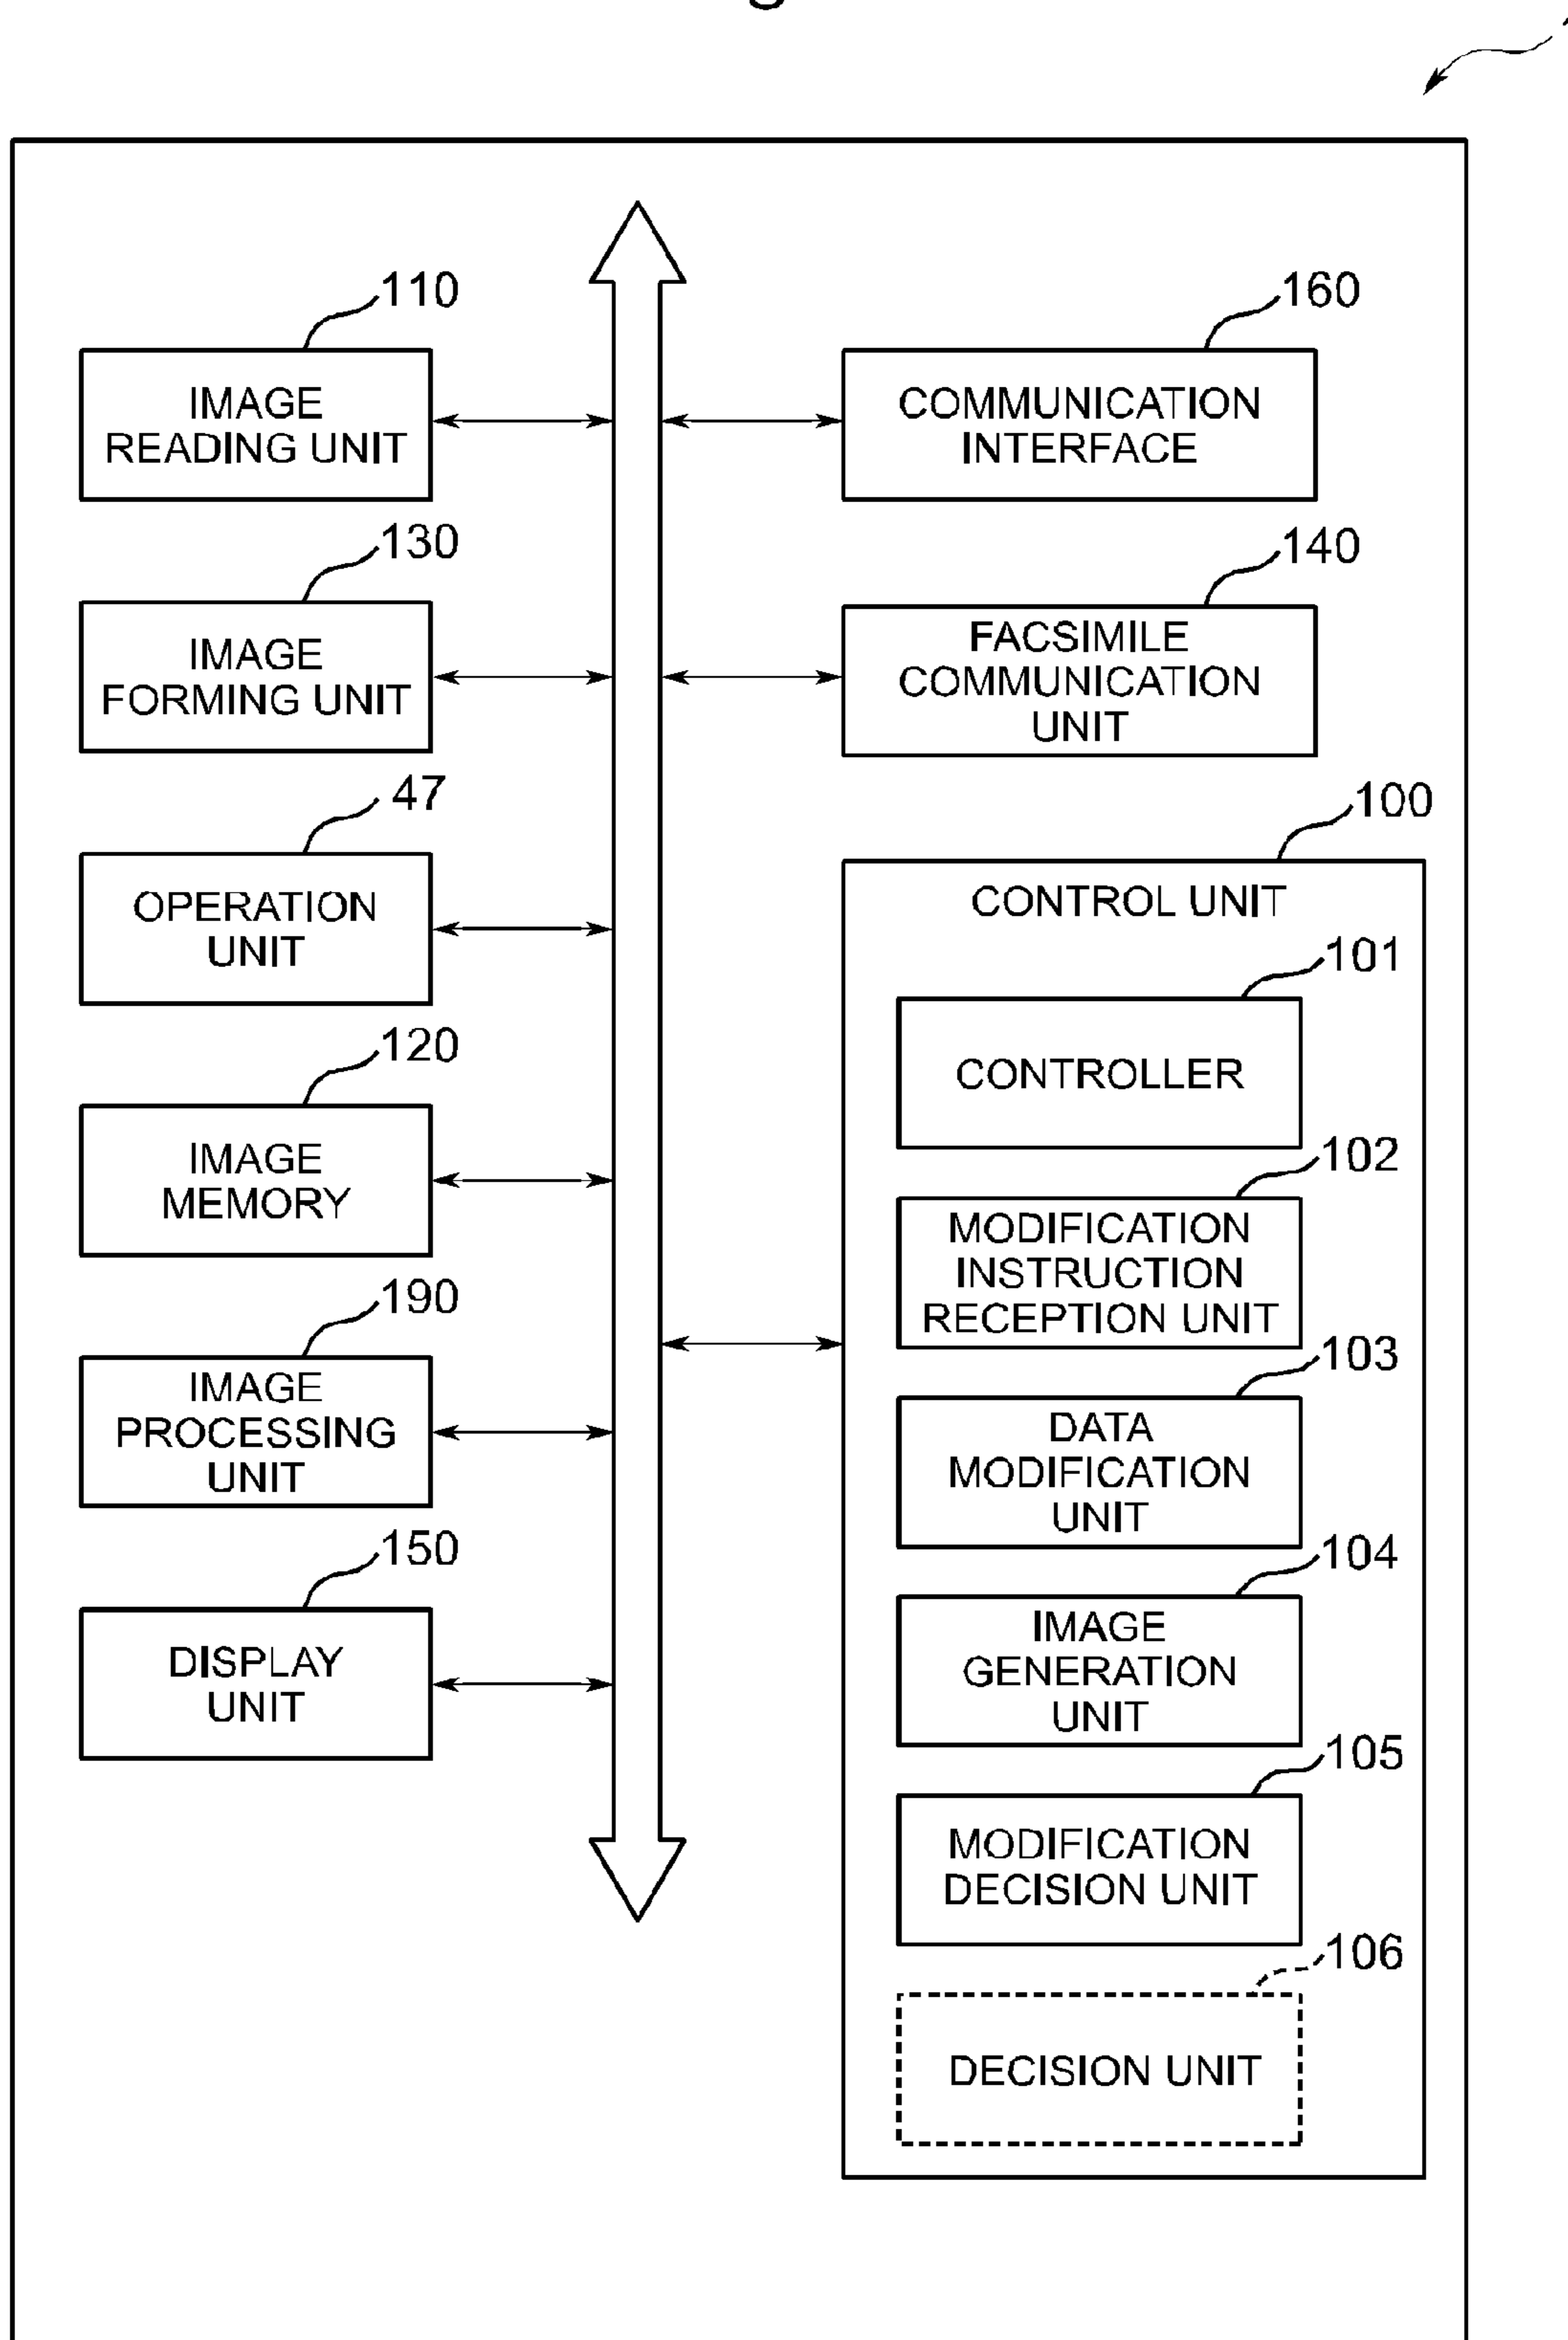 110
IMAGE
READING UNIT
130
IMAGE
FORMING UNIT
47
OPERATION
UNIT
120
IMAGE
MEMORY
190
IMAGE
PROCESSING
UNIT
150
DISPLAY
UNIT
160
COMMUNICATION
INTERFACE
140
FACSIMILE
COMMUNICATION
UNIT
100
CONTROL UNIT
101
CONTROLLER
102
MODIFICATION
INSTRUCTION
RECEPTION UNIT
103
DATA
MODIFICATION
UNIT
104
IMAGE
GENERATION
UNIT
105
MODIFICATION
DECISION UNIT
106
DECISION UNIT